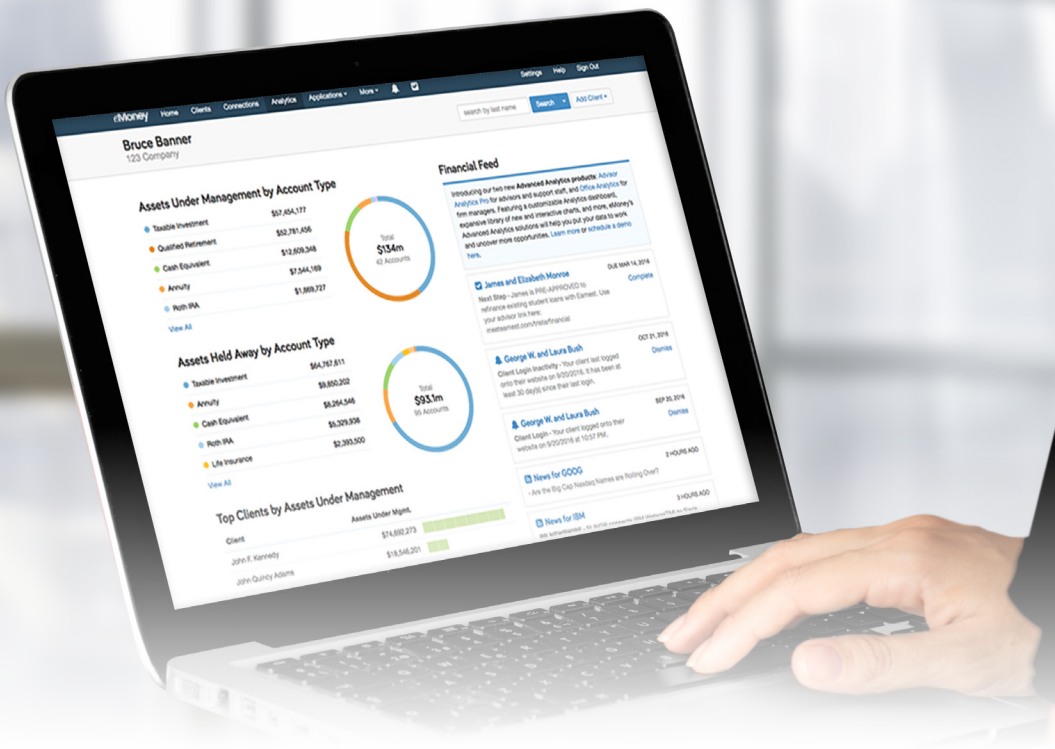 eMoney Home Clients Connections Analytics Applications More Settings Help Sign Out
Bruce Banner
123 Company
search by last name Search Add Client
Assets Under Management by Account Type
Taxable Investment $57,454,177
Qualified Retirement $52,781,456
Cash Equivalent $12,609,348
Annuity $7,544,169
Roth IRA $1,869,727
View All
Total
$134m
42 Accounts
Assets Held Away by Account Type
Taxable Investment $64,767,611
Annuity $9,850,202
Cash Equivalent $8,264,546
Roth IRA $5,329,936
Life Insurance $2,393,500
View All
Total
$93.1m
95 Accounts
Top Clients by Assets Under Management
Client Assets Under Mgmt.
John F. Kennedy $74,692,273
John Quincy Adams $18,546,201
Financial Feed
Introducing our two new Advanced Analytics products: Advisor
Analytics Pro for advisors and support staff, and Office Analytics for
firm managers. Featuring a customizable Analytics dashboard,
expansive library of new and interactive charts, and more, eMoney's
Advanced Analytics solutions will help you put your data to work
and uncover more opportunities. Learn more or schedule a demo
here.
James and Elizabeth Monroe DUE MAR 14, 2016
Next Step - James is PRE-APPROVED to Complete
refinance existing student loans with Earnest. Use
your advisor link here:
meetearnest.com/tristarfinancial
George W. and Laura Bush OCT 21, 2016
Client Login Inactivity - Your client last logged Dismiss
onto their website on 9/20/2016. It has been at
least 30 day(s) since their last login.
George W. and Laura Bush SEP 20, 2016
Client Login - Your client logged onto their Dismiss
website on 9/20/2016 at 10:57 PM.
News for GOOG 2 HOURS AGO
- Are the Big Cap Nasdaq Names are Rolling Over?
News for IBM 3 HOURS AGO